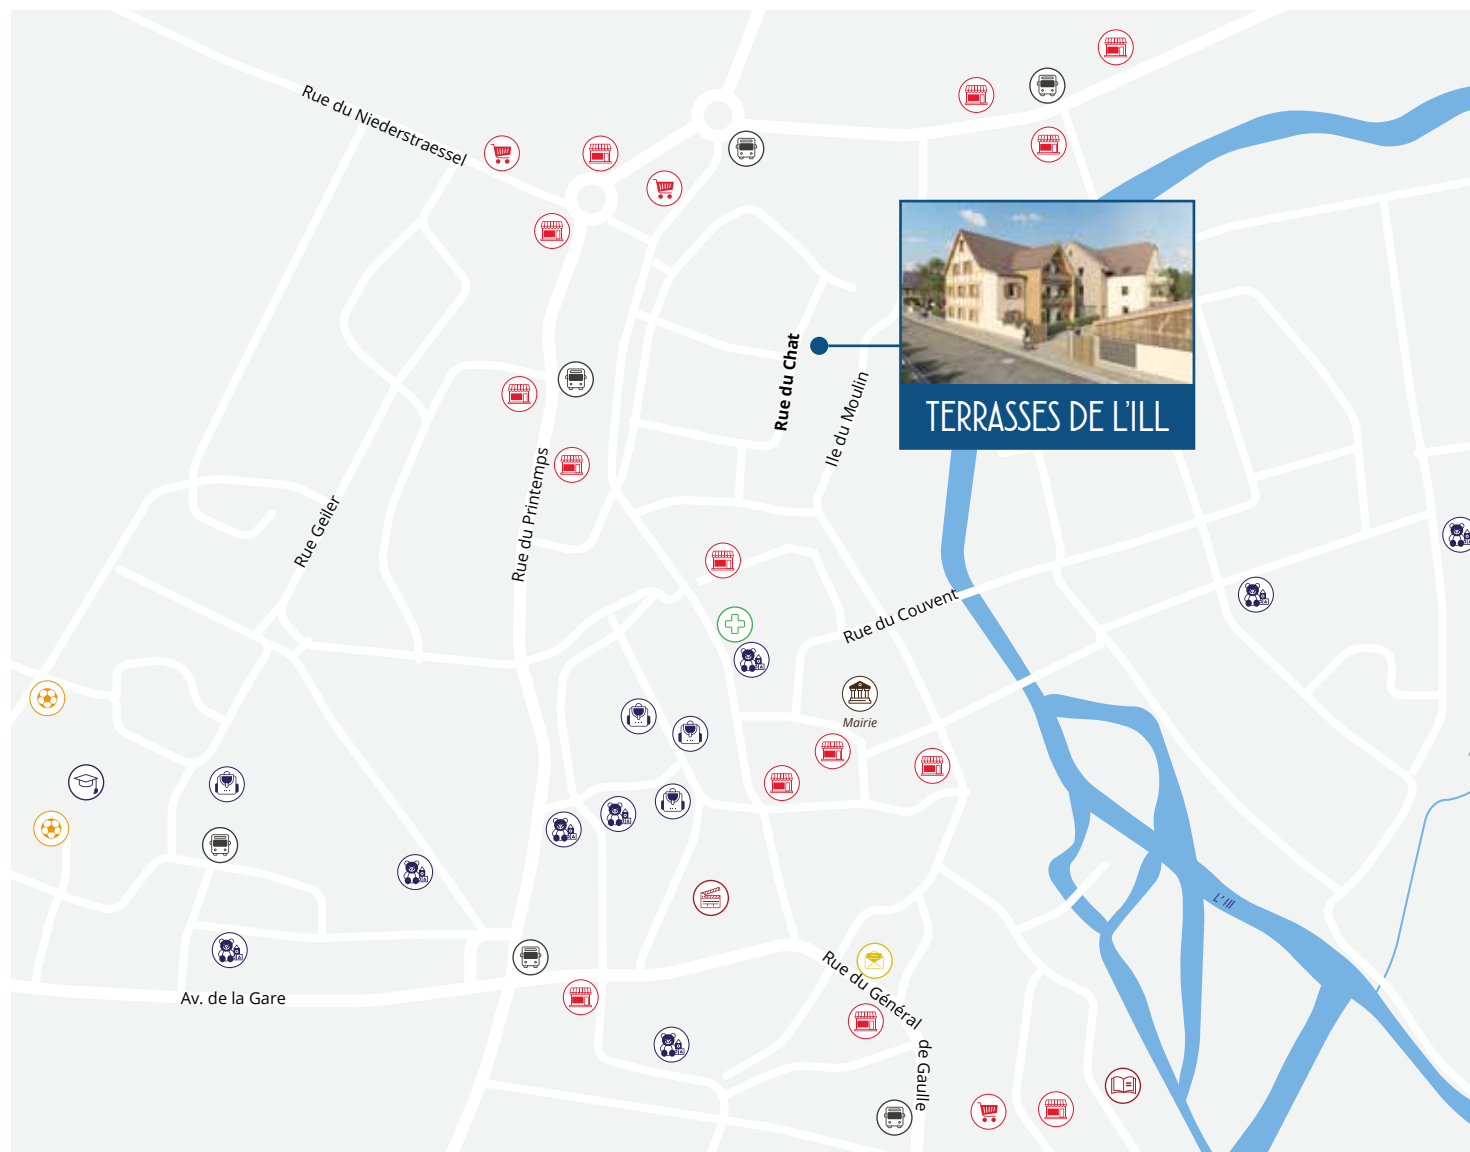 Rue du Niederstraessel
Rue du Chat
Ile du Moulin
TERRASSES DE L'ILL
Rue du Printemps
Rue Geiler
Rue du Couvent
Mairie
L'Ill
Rue du Général
de Gaulle
Av. de la Gare